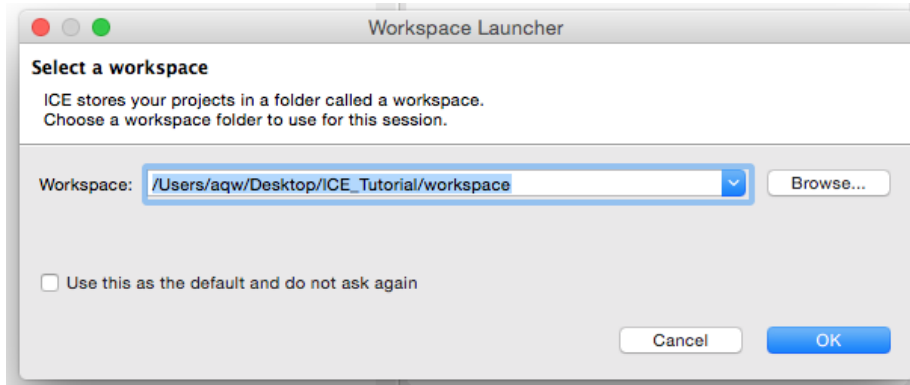 Workspace Launcher
Select a workspace
ICE stores your projects in a folder called a workspace.
Choose a workspace folder to use for this session.
Workspace: /Users/aqw/Desktop/ICE_Tutorial/workspace Browse...
Use this as the default and do not ask again
Cancel OK